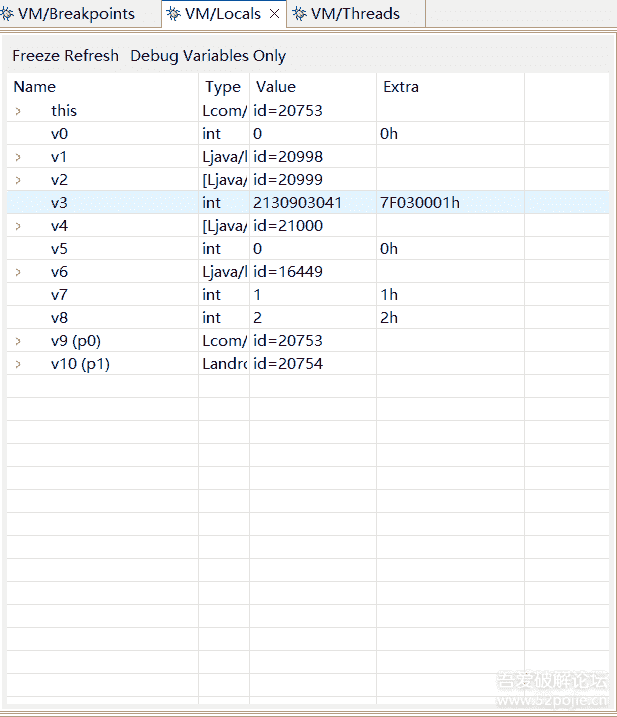 VM/Breakpoints VM/Locals VM/Threads
Freeze Refresh Debug Variables Only
Name Type Value Extra
this Lcom/ id=20753
v0 int 0 0h
v1 Ljava/l id=20998
v2 [Ljava/ id=20999
v3 int 2130903041 7F030001h
v4 [Ljava/ id=21000
v5 int 0 0h
v6 Ljava/l id=16449
v7 int 1 1h
v8 int 2 2h
v9 (p0) Lcom/ id=20753
v10 (p1) Landro id=20754
吾爱破解论坛
www.52pojie.cn